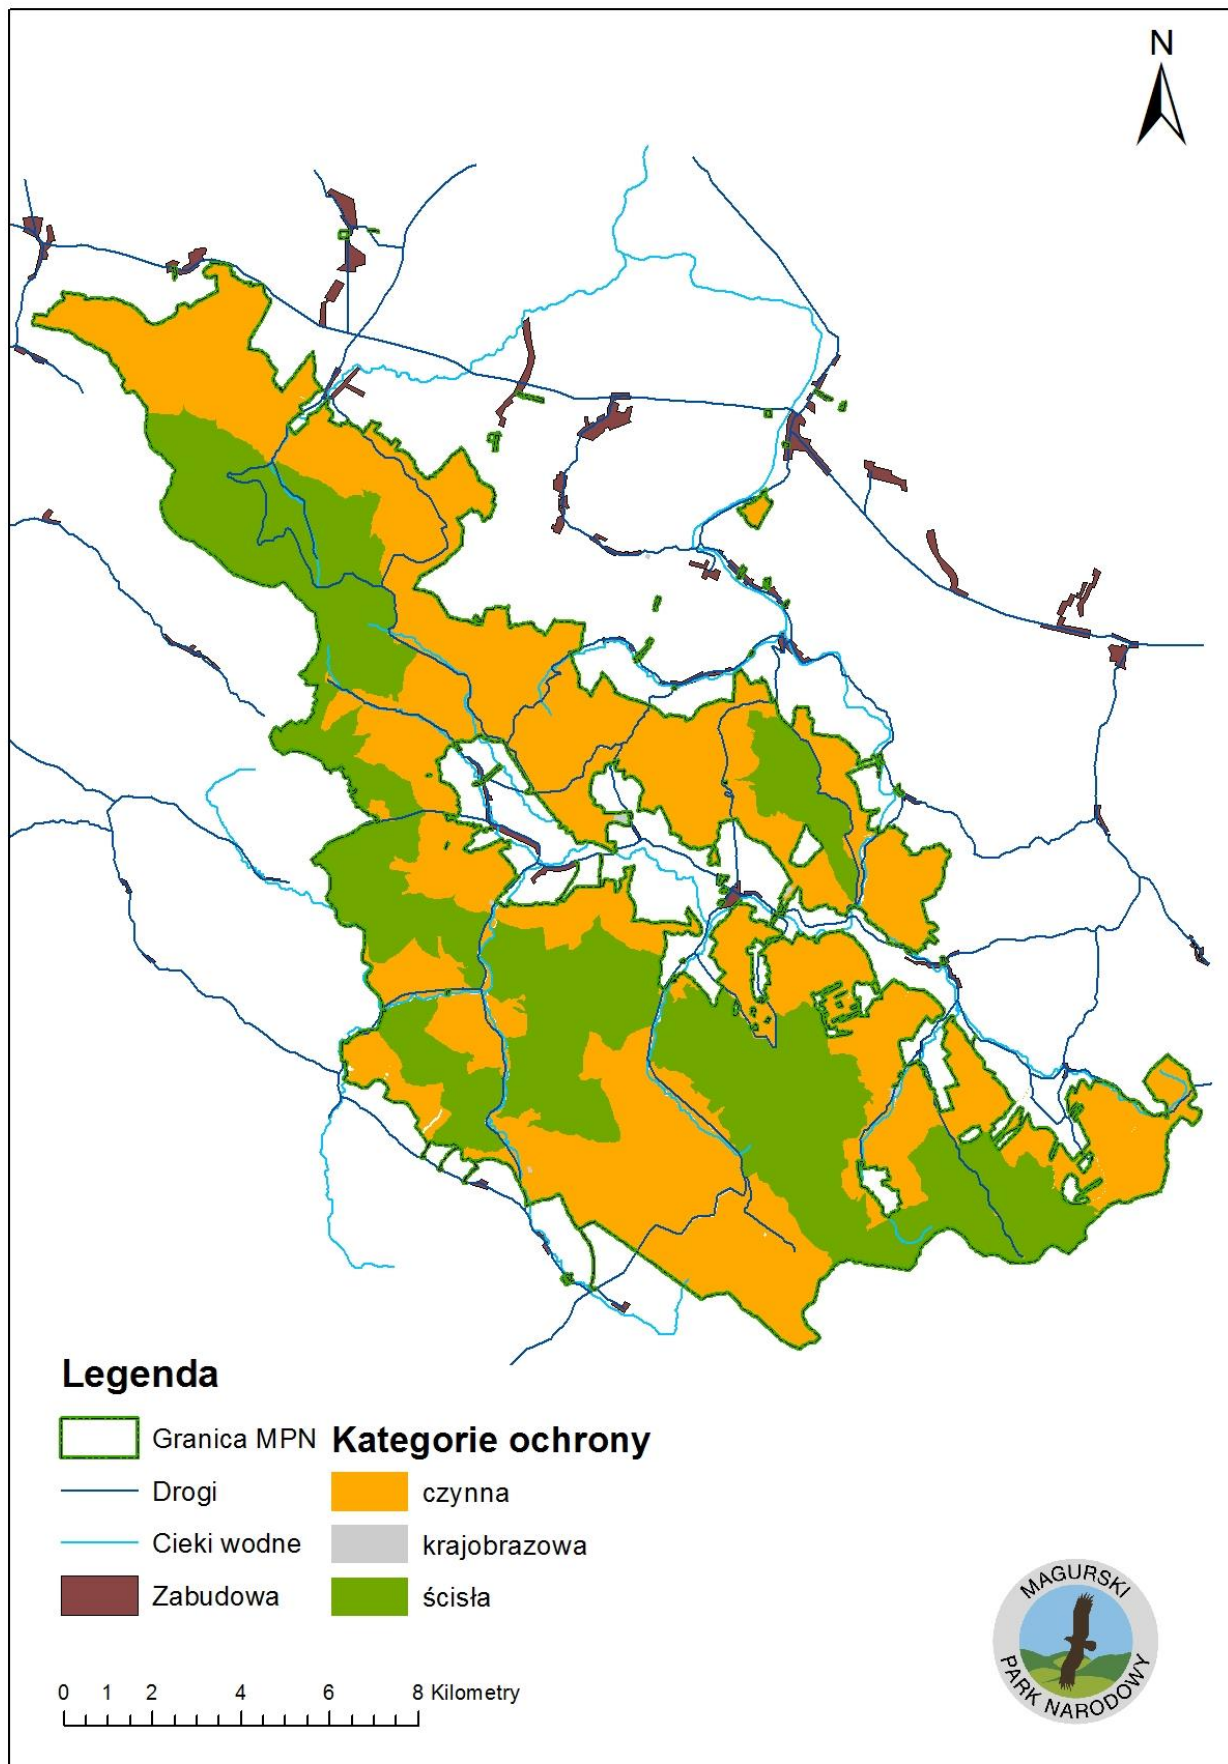 N
Legenda
Granica MPN
Drogi
Cieki wodne
Zabudowa
Kategorie ochrony
czynna
krajobrazowa
ścisła
0 1 2 4 6 8 Kilometry
MAGURSKI
PARK NARODOWY